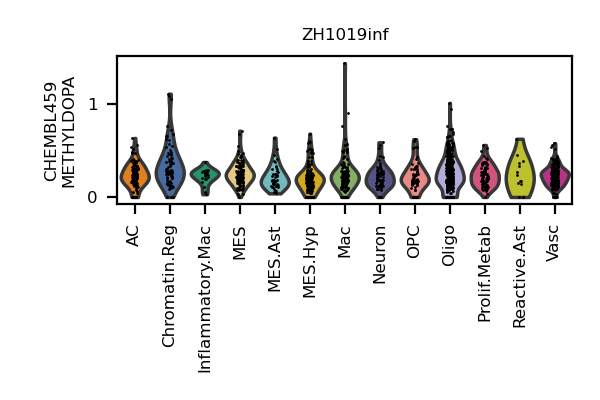 ZH1019inf
CHEMBL459
METHYLDOPA
1
0
AC
Chromatin.Reg
Inflammatory.Mac
MES
MES.Ast
MES.Hyp
Mac
Neuron
OPC
Oligo
Prolif.Metab
Reactive.Ast
Vasc